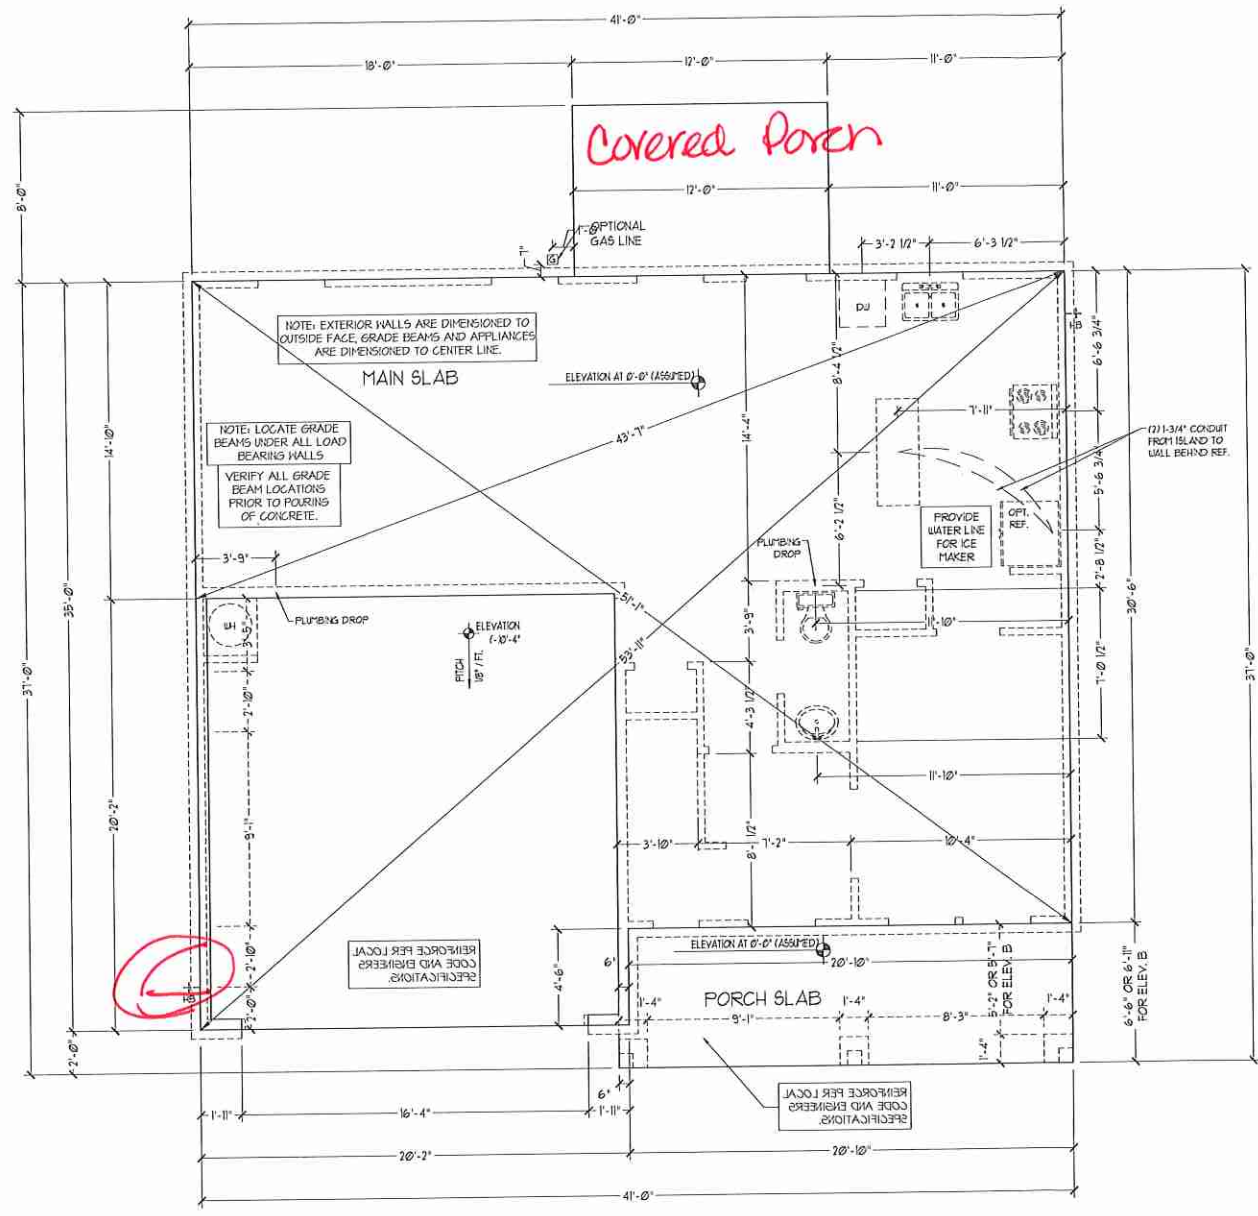 41'-0"
18'-0"
12'-0"
11'-0"
Covered Porch
12'-0"
11'-0"
8'-0"
1'-0"
OPTIONAL
GAS LINE
7"
G
3'-2 1/2"
6'-3 1/2"
DW
HB
NOTE: EXTERIOR WALLS ARE DIMENSIONED TO
OUTSIDE FACE, GRADE BEAMS AND APPLIANCES
ARE DIMENSIONED TO CENTER LINE.
MAIN SLAB
ELEVATION AT 0'-0" (ASSUMED)
8'-4 1/2"
6'-6 3/4"
7'-11"
NOTE: LOCATE GRADE
BEAMS UNDER ALL LOAD
BEARING WALLS
VERIFY ALL GRADE
BEAM LOCATIONS
PRIOR TO POURING
OF CONCRETE.
14'-10"
43'-7"
14'-4"
(2) 1-3/4" CONDUIT
FROM ISLAND TO
WALL BEHIND REF.
5'-6 3/4"
6'-2 1/2"
PROVIDE
WATER LINE
FOR ICE
MAKER
OPT.
REF.
PLUMBING
DROP
3'-9"
2'-8 1/2"
35'-0"
37'-0"
30'-6"
37'-0"
51'-1"
53'-11"
WH
PLUMBING DROP
3'-5"
ELEVATION
(-)0'-4"
PITCH
1/8" / FT.
3'-9"
11'-10"
7'-0 1/2"
2'-10"
4'-3 1/2"
11'-10"
20'-2"
9'-1"
3'-10"
7'-2"
10'-4"
8'-1 1/2"
REINFORCE PER LOCAL
CODE AND ENGINEERS
SPECIFICATIONS.
2'-10"
HB
2'-0"
4'-6"
6"
ELEVATION AT 0'-0" (ASSUMED)
20'-10"
PORCH SLAB
1'-4"
9'-1"
1'-4"
8'-3"
1'-4"
5'-2" OR 5'-7"
FOR ELEV. B
6'-6" OR 6'-11"
FOR ELEV. B
1'-4"
2'-0"
6"
REINFORCE PER LOCAL
CODE AND ENGINEERS
SPECIFICATIONS.
1'-11"
16'-4"
1'-11"
20'-2"
20'-10"
41'-0"